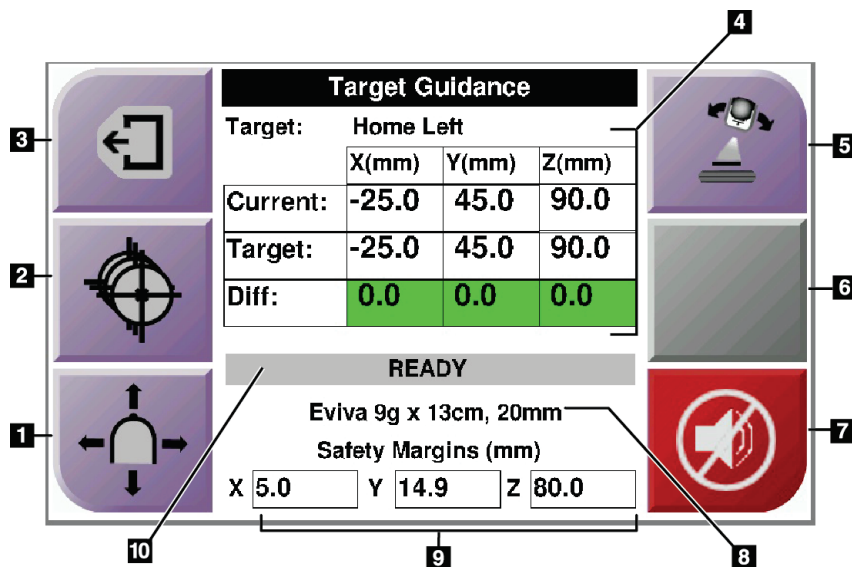 4
Target Guidance
Target: Home Left
X(mm) Y(mm) Z(mm)
Current: -25.0 45.0 90.0
Target: -25.0 45.0 90.0
Diff: 0.0 0.0 0.0
READY
Eviva 9g x 13cm, 20mm
Safety Margins (mm)
X 5.0 Y 14.9 Z 80.0
3
2
1
5
6
7
10
9
8